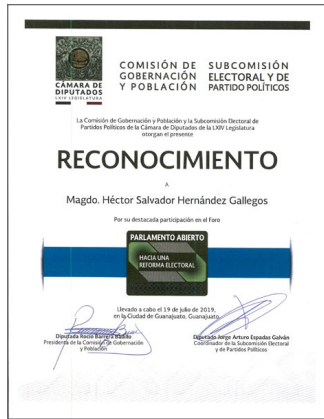 CÁMARA DE
DIPUTADOS
LXIV LEGISLATURA
COMISIÓN DE
GOBERNACIÓN
Y POBLACIÓN
SUBCOMISIÓN
ELECTORAL Y DE
PARTIDO POLÍTICOS
La Comisión de Gobernación y Población y la Subcomisión Electoral de
Partidos Políticos de la Cámara de Diputados de la LXIV Legislatura
otorgan el presente
RECONOCIMIENTO
A
Magdo. Héctor Salvador Hernández Gallegos
Por su destacada participación en el Foro
PARLAMENTO ABIERTO
HACIA UNA
REFORMA ELECTORAL
Llevado a cabo el 19 de julio de 2019,
en la Ciudad de Guanajuato, Guanajuato
Diputada Rocío Barrera Badillo
Presidenta de la Comisión de Gobernación
y Población
Diputado Jorge Arturo Espadas Galván
Coordinador de la Subcomisión Electoral
y de Partidos Políticos